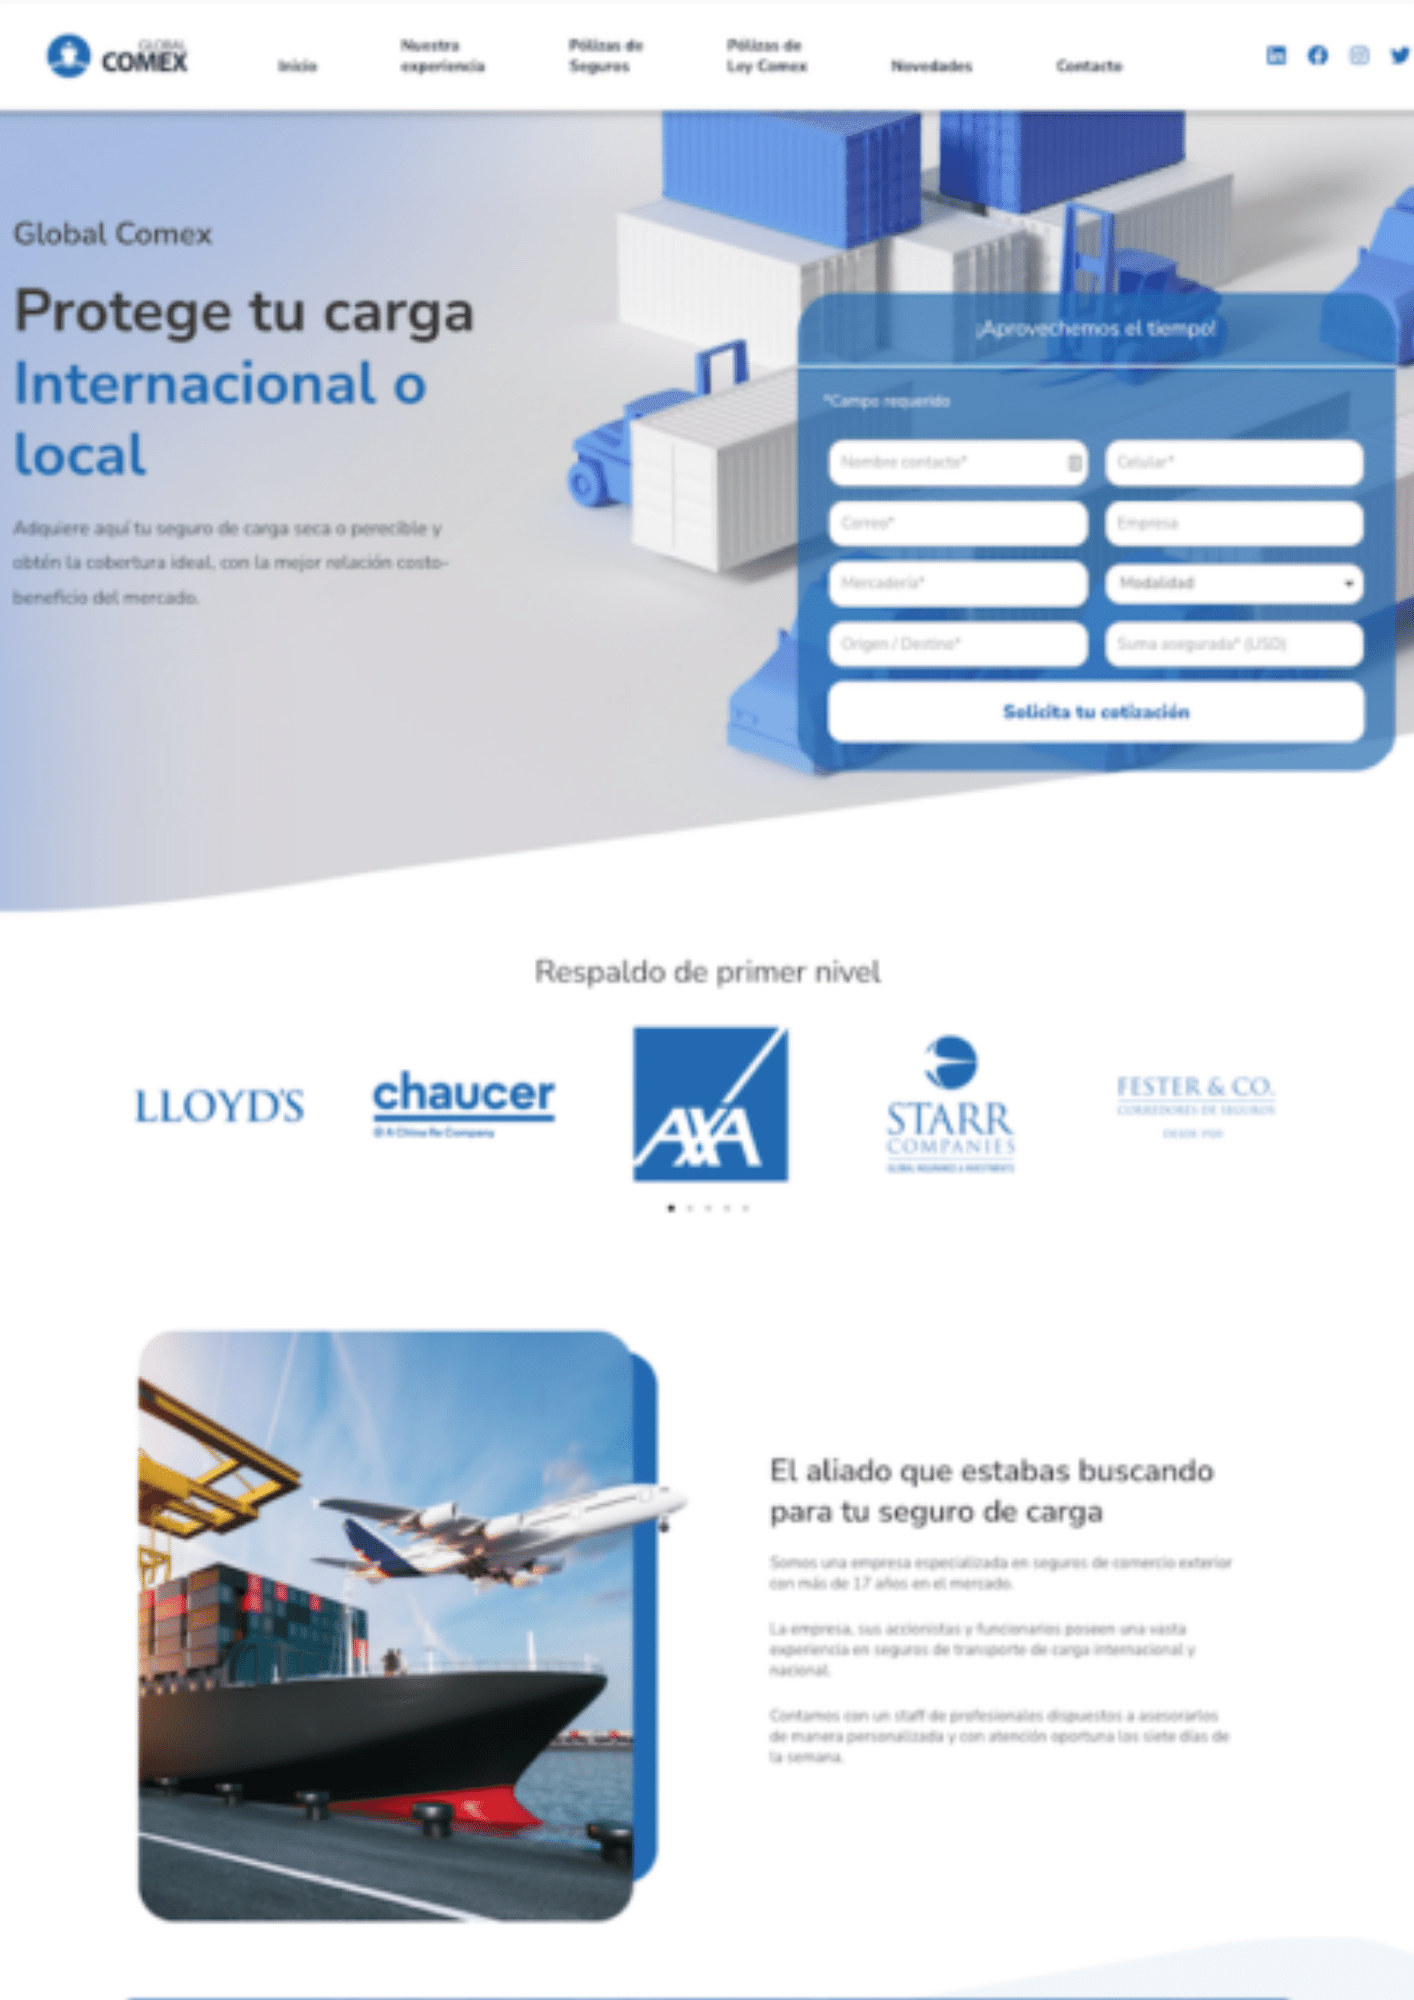 GLOBAL
COMEX
Inicio
Nuestra
experiencia
Pólizas de
Seguros
Pólizas de
Ley Comex
Novedades
Contacto
Global Comex
Protege tu carga
Internacional o
local
Adquiere aquí tu seguro de carga seca o perecible y
obtén la cobertura ideal, con la mejor relación costo-
beneficio del mercado.
¡Aprovechemos el tiempo!
*Campo requerido
Nombre contacto*
Celular*
Correo*
Empresa
Mercadería*
Modalidad
Origen / Destino*
Suma asegurada* (USD)
Solicita tu cotización
Respaldo de primer nivel
LLOYD'S
chaucer
A China Re Company
AXA
STARR
COMPANIES
GLOBAL INSURANCE & INVESTMENTS
FESTER & CO.
CORREDORES DE SEGUROS
DESDE 1920
El aliado que estabas buscando
para tu seguro de carga
Somos una empresa especializada en seguros de comercio exterior
con más de 17 años en el mercado.
La empresa, sus accionistas y funcionarios poseen una vasta
experiencia en seguros de transporte de carga internacional y
nacional.
Contamos con un staff de profesionales dispuestos a asesorarlos
de manera personalizada y con atención oportuna los siete días de
la semana.